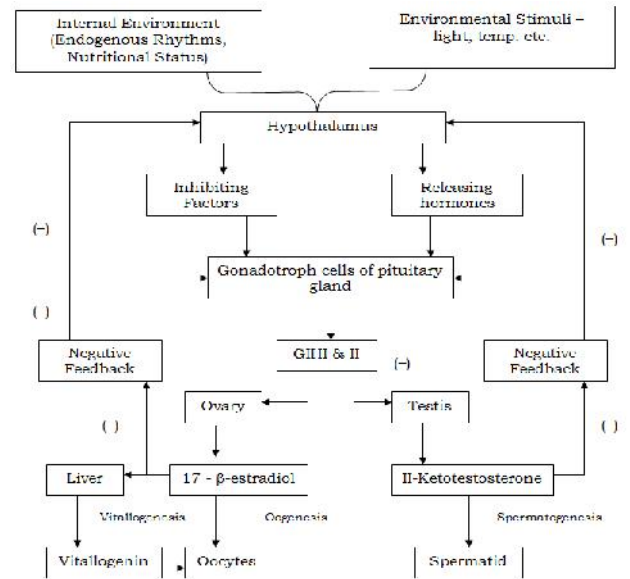 Internal Environment
(Endogenous Rhythms,
Nutritional Status)
Environmental Stimuli –
light, temp. etc.
Hypothalamus
Inhibiting
Factors
Releasing
hormones
(–)
(–)
Gonadotroph cells of pituitary
gland
( )
Negative
Feedback
GIHI & II
(–)
Negative
Feedback
Ovary
Testis
( )
( )
Liver
17 - β-estradiol
II-Ketotestosterone
Vitallogenesis
Oogenesis
Spermatogenesis
Vitallogenin
Oocytes
Spermatid